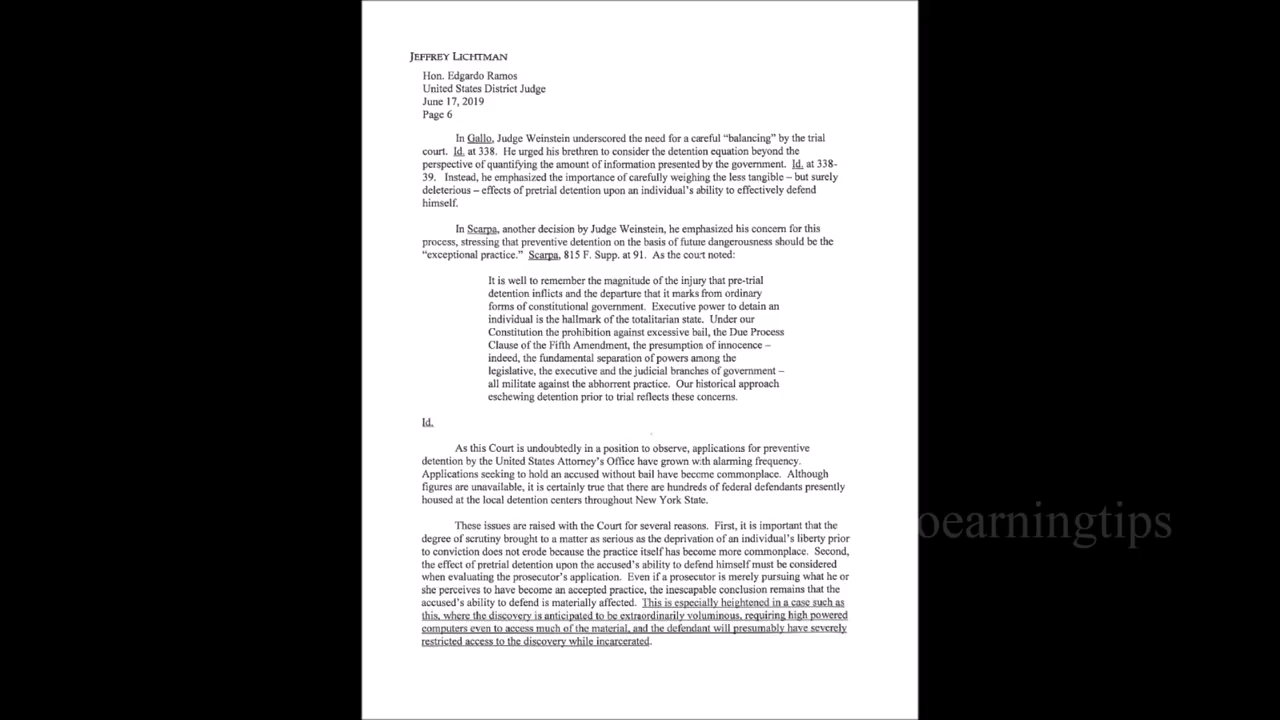 JEFFREY LICHTMAN
Hon. Edgardo Ramos
United States District Judge
June 17, 2019
Page 6
In Gallo, Judge Weinstein underscored the need for a careful “balancing” by the trial
court. Id. at 338. He urged his brethren to consider the detention equation beyond the
perspective of quantifying the amount of information presented by the government. Id. at 338-
39. Instead, he emphasized the importance of carefully weighing the less tangible – but surely
deleterious – effects of pretrial detention upon an individual’s ability to effectively defend
himself.
In Scarpa, another decision by Judge Weinstein, he emphasized his concern for this
process, stressing that preventive detention on the basis of future dangerousness should be the
“exceptional practice.” Scarpa, 815 F. Supp. at 91. As the court noted:
It is well to remember the magnitude of the injury that pre-trial
detention inflicts and the departure that it marks from ordinary
forms of constitutional government. Executive power to detain an
individual is the hallmark of the totalitarian state. Under our
Constitution the prohibition against excessive bail, the Due Process
Clause of the Fifth Amendment, the presumption of innocence –
indeed, the fundamental separation of powers among the
legislative, the executive and the judicial branches of government –
all militate against the abhorrent practice. Our historical approach
eschewing detention prior to trial reflects these concerns.
Id.
As this Court is undoubtedly in a position to observe, applications for preventive
detention by the United States Attorney’s Office have grown with alarming frequency.
Applications seeking to hold an accused without bail have become commonplace. Although
figures are unavailable, it is certainly true that there are hundreds of federal defendants presently
housed at the local detention centers throughout New York State.
These issues are raised with the Court for several reasons. First, it is important that the
degree of scrutiny brought to a matter as serious as the deprivation of an individual’s liberty prior
to conviction does not erode because the practice itself has become more commonplace. Second,
the effect of pretrial detention upon the accused’s ability to defend himself must be considered
when evaluating the prosecutor’s application. Even if a prosecutor is merely pursuing what he or
she perceives to have become an accepted practice, the inescapable conclusion remains that the
accused’s ability to defend is materially affected. This is especially heightened in a case such as
this, where the discovery is anticipated to be extraordinarily voluminous, requiring high powered
computers even to access much of the material, and the defendant will presumably have severely
restricted access to the discovery while incarcerated.
oearningtips